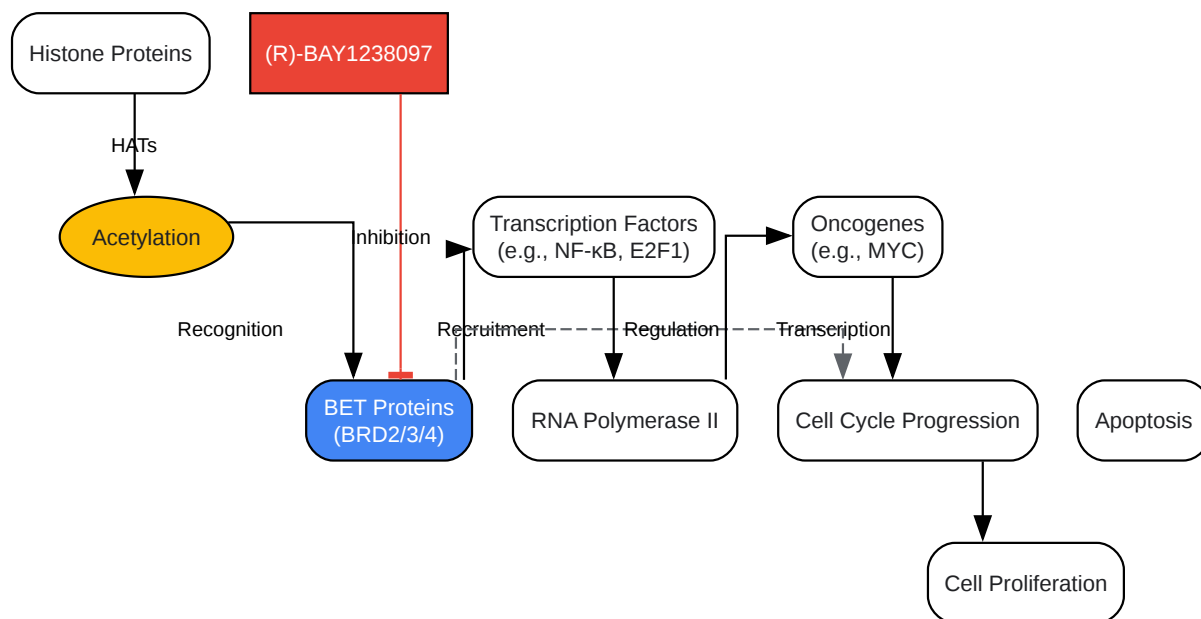 Histone Proteins
(R)-BAY1238097
HATs
Acetylation
Inhibition
Transcription Factors
(e.g., NF-κB, E2F1)
Oncogenes
(e.g., MYC)
Recognition
Recruitment
Regulation
Transcription
BET Proteins
(BRD2/3/4)
RNA Polymerase II
Cell Cycle Progression
Apoptosis
Cell Proliferation